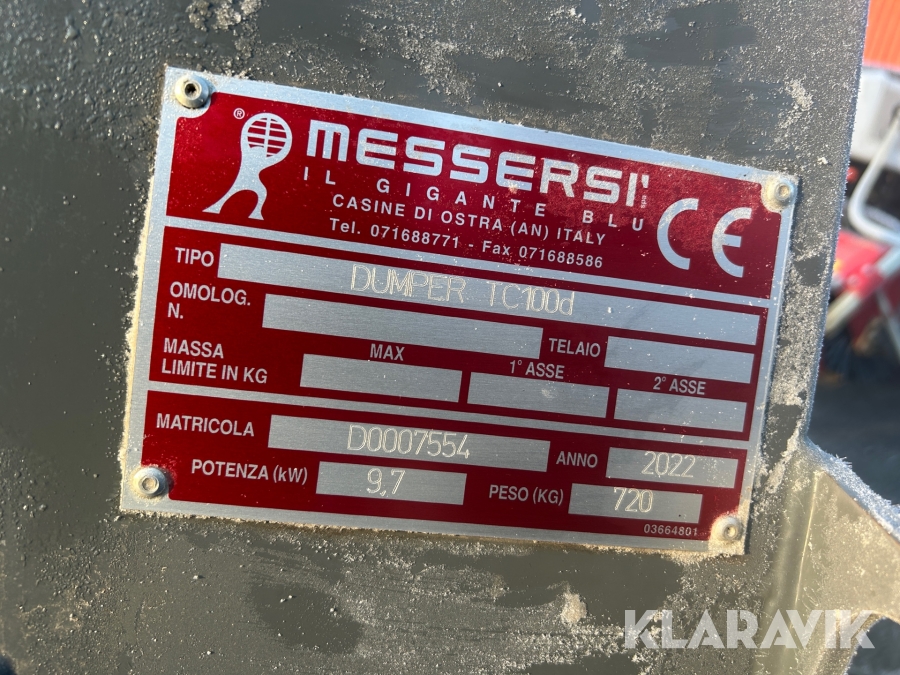 ®
MESSERSI' SPA
IL GIGANTE BLU
CASINE DI OSTRA (AN) ITALY
Tel. 071688771 - Fax 071688586
CE
TIPO DUMPER TC100d
OMOLOG. N. TELAIO
MASSA LIMITE IN KG MAX 1° ASSE 2° ASSE
MATRICOLA D0007554 ANNO 2022
POTENZA (kW) 9,7 PESO (KG) 720
03664801
KLARAVIK